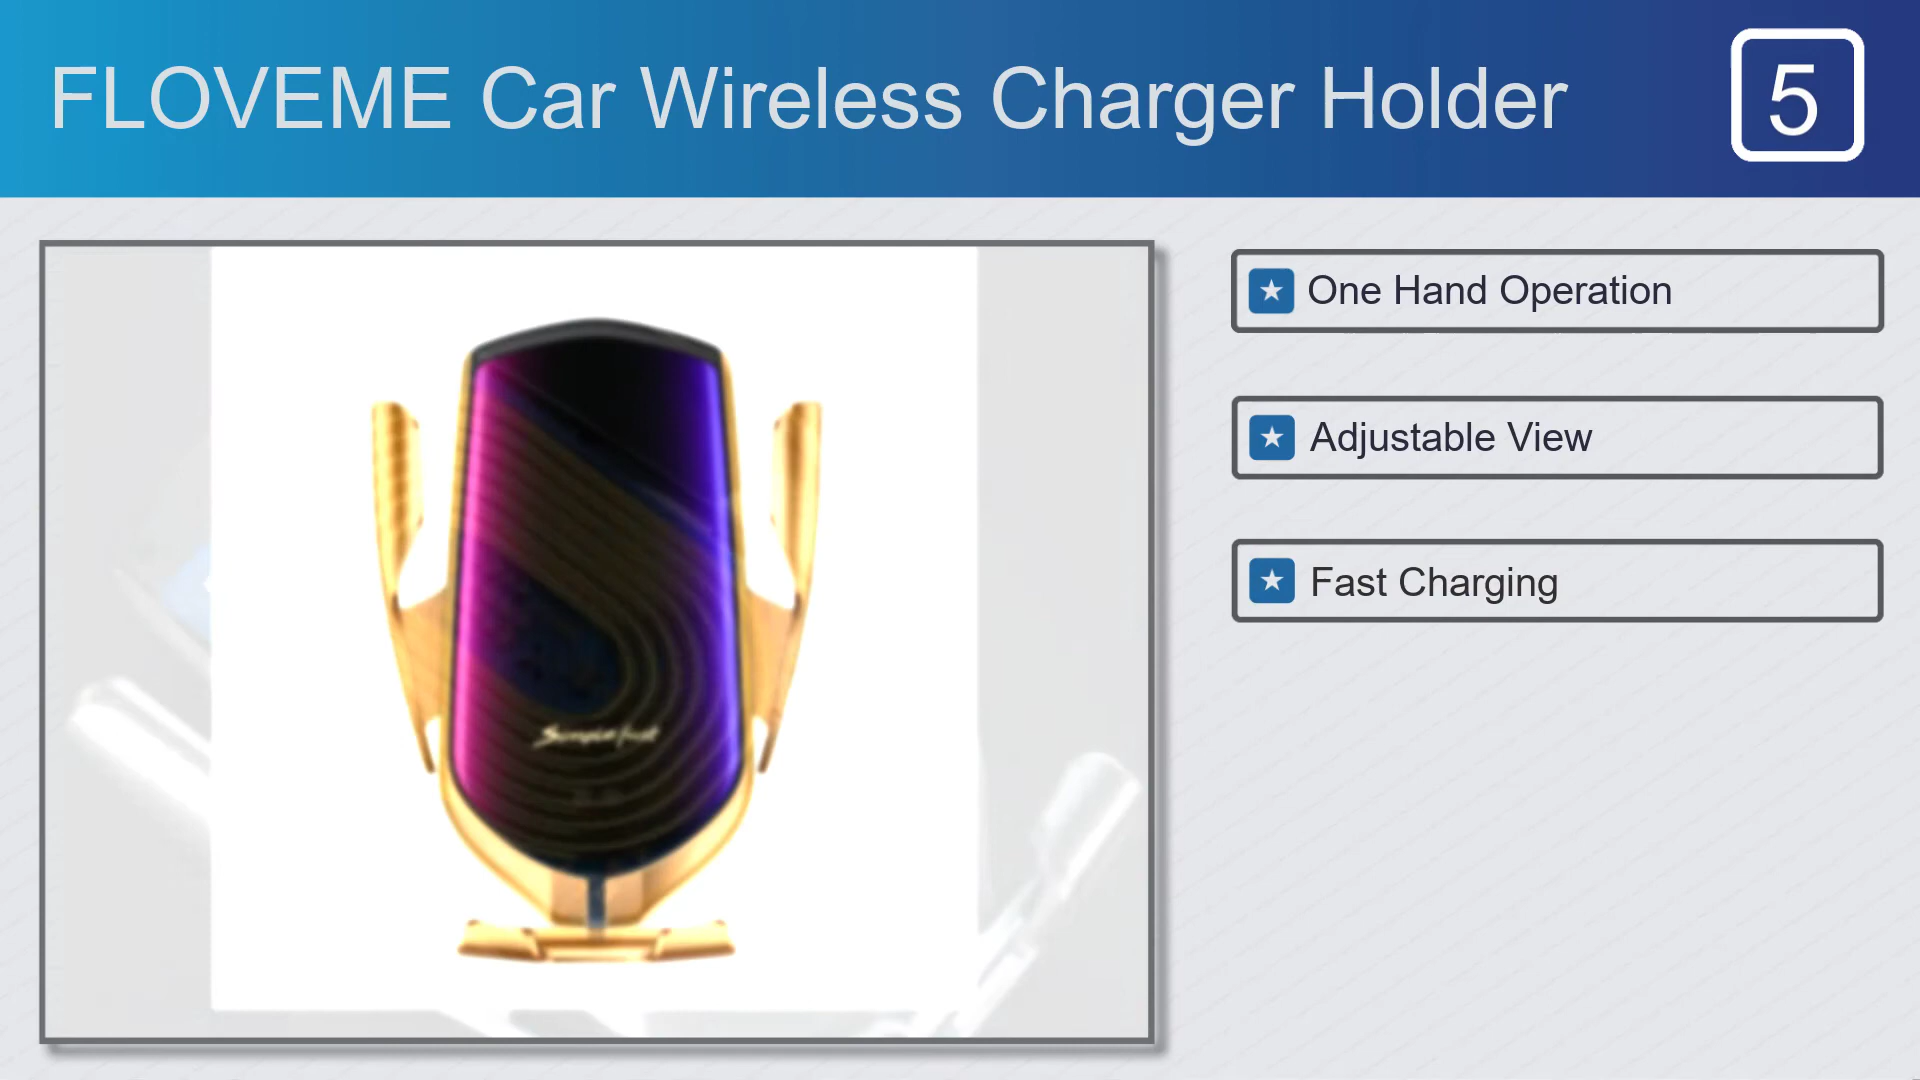 FLOVEME Car Wireless Charger Holder
5
One Hand Operation
Adjustable View
Fast Charging